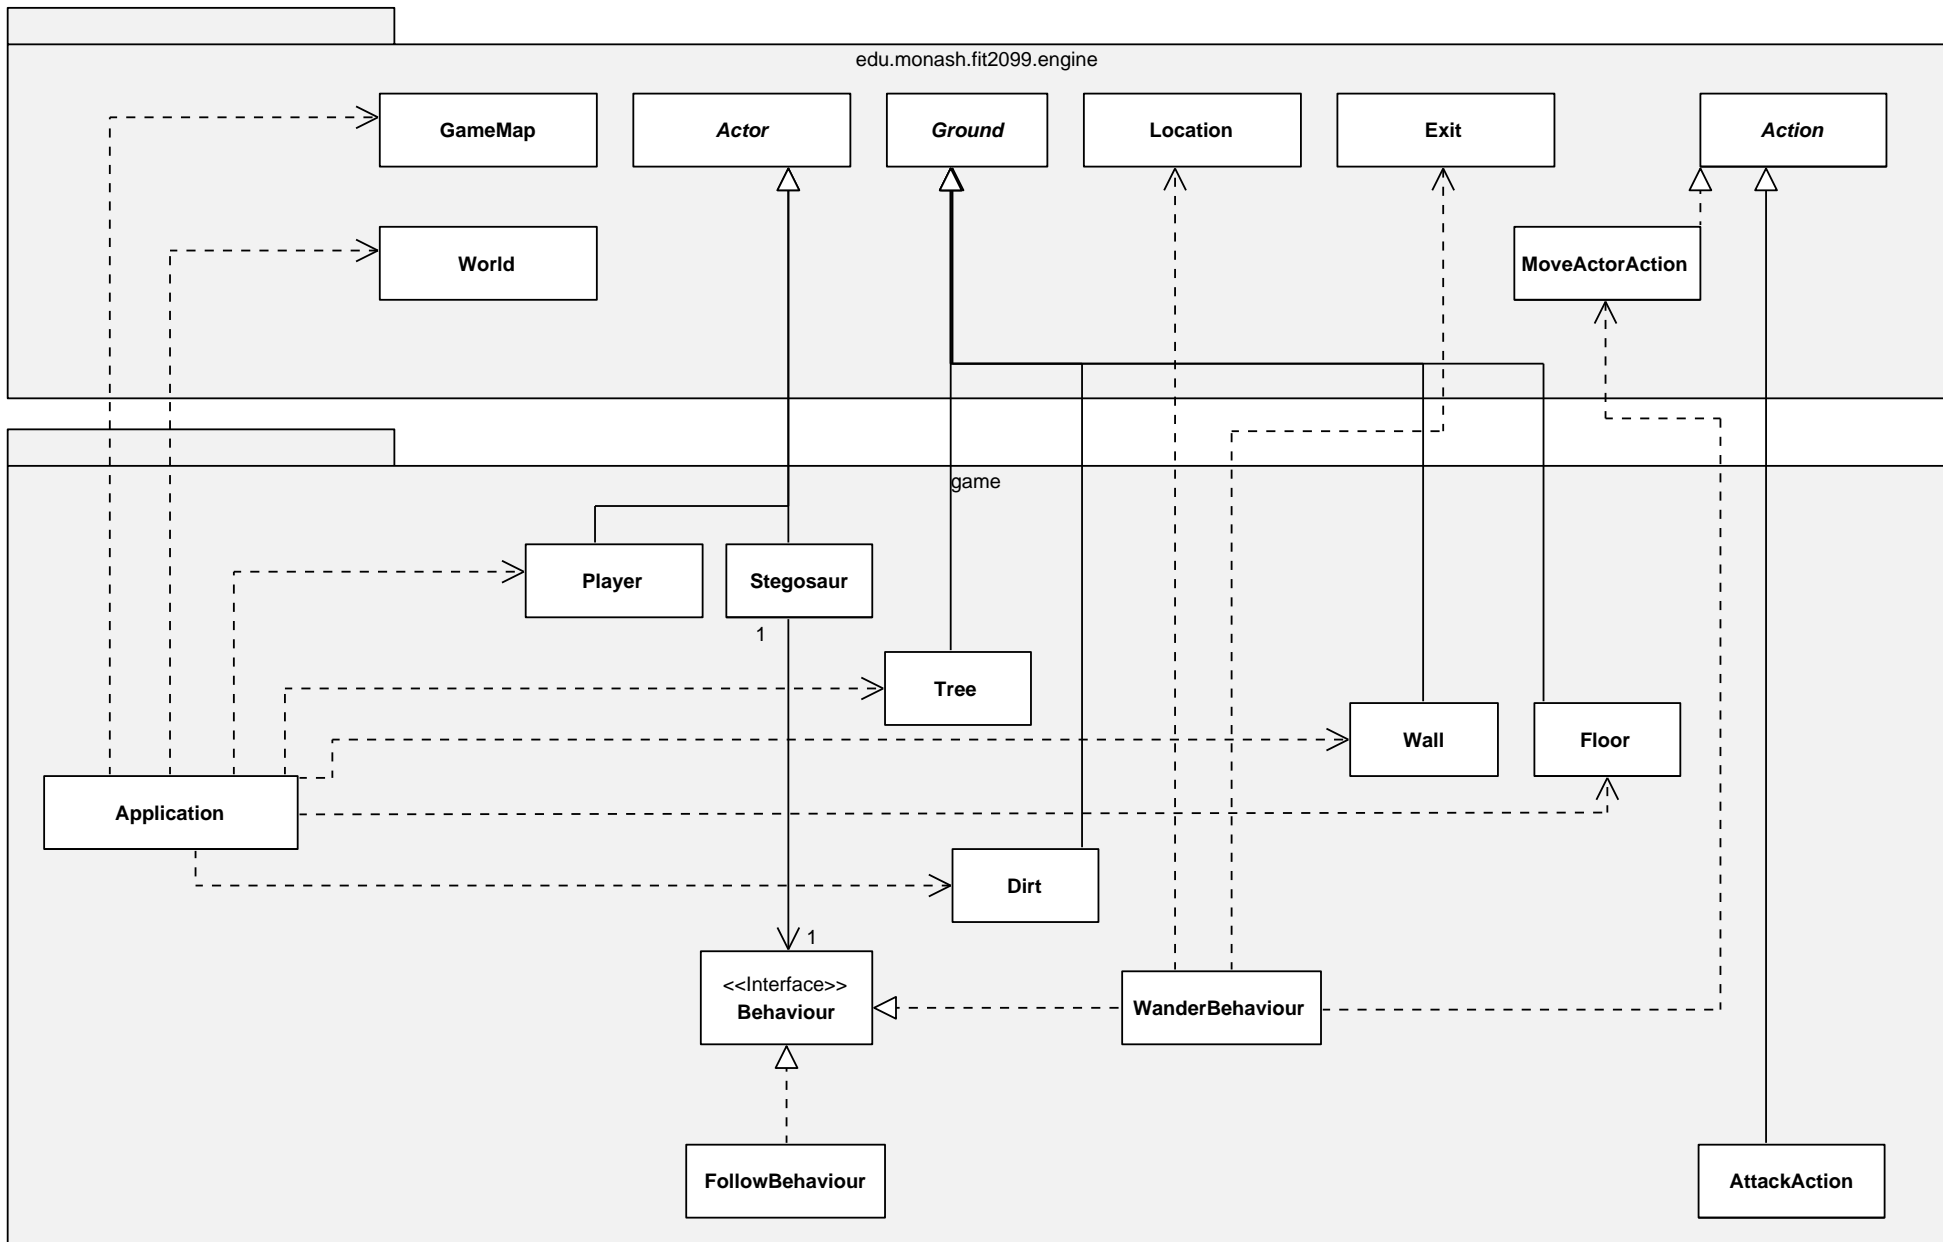 edu.monash.fit2099.engine
GameMap
Actor
Ground
Location
Exit
Action
World
MoveActorAction
game
Player
Stegosaur
1
Tree
Wall
Floor
Application
Dirt
1
<<Interface>>
Behaviour
WanderBehaviour
FollowBehaviour
AttackAction